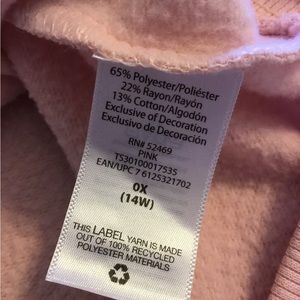 65% Polyester/Poliéster
22% Rayon/Rayón
13% Cotton/Algodón
Exclusive of Decoration
Exclusivo de Decoración
RN# 52469
PINK
TS3010001753S
EAN/UPC 7 6125321702
0X
(14W)
THIS LABEL YARN IS MADE
OUT OF 100% RECYCLED
POLYESTER MATERIALS